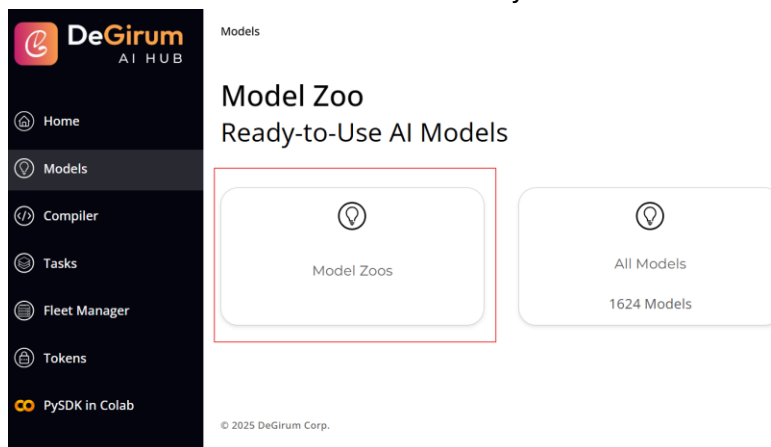 DeGirum
AI HUB
Home
Models
Compiler
Tasks
Fleet Manager
Tokens
PySDK in Colab
Models
Model Zoo
Ready-to-Use AI Models
Model Zoos
All Models
1624 Models
© 2025 DeGirum Corp.